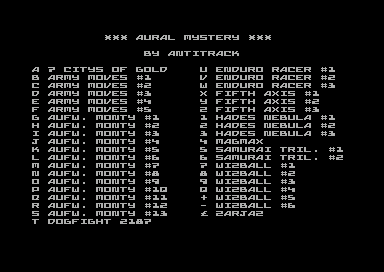 *** AURAL MYSTERY ***
BY ANTITRACK
A 7 CITYS OF GOLD
B ARMY MOVES #1
C ARMY MOVES #2
D ARMY MOVES #3
E ARMY MOVES #4
F ARMY MOVES #5
G AUFW. MONTY #1
H AUFW. MONTY #2
I AUFW. MONTY #3
J AUFW. MONTY #4
K AUFW. MONTY #5
L AUFW. MONTY #6
M AUFW. MONTY #7
N AUFW. MONTY #8
O AUFW. MONTY #9
P AUFW. MONTY #10
Q AUFW. MONTY #11
R AUFW. MONTY #12
S AUFW. MONTY #13
T DOGFIGHT 2187
U ENDURO RACER #1
V ENDURO RACER #2
W ENDURO RACER #3
X FIFTH AXIS #1
Y FIFTH AXIS #2
Z FIFTH AXIS #3
1 HADES NEBULA #1
2 HADES NEBULA #2
3 HADES NEBULA #3
4 MAGMAX
5 SAMURAI TRIL. #1
6 SAMURAI TRIL. #2
7 WIZBALL #1
8 WIZBALL #2
9 WIZBALL #3
0 WIZBALL #4
+ WIZBALL #5
- WIZBALL #6
£ ZARJAZ